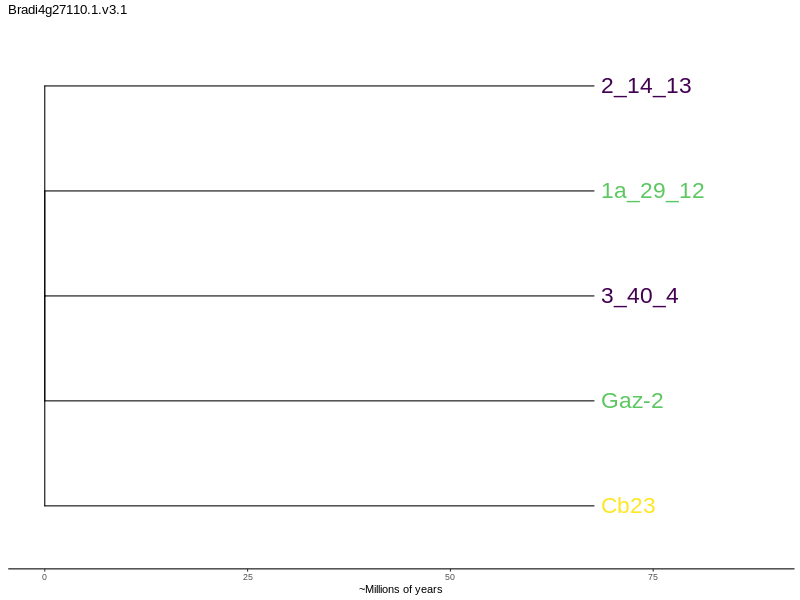 Bradi4g27110.1.v3.1
2_14_13
1a_29_12
3_40_4
Gaz-2
Cb23
0 25 50 75
~Millions of years